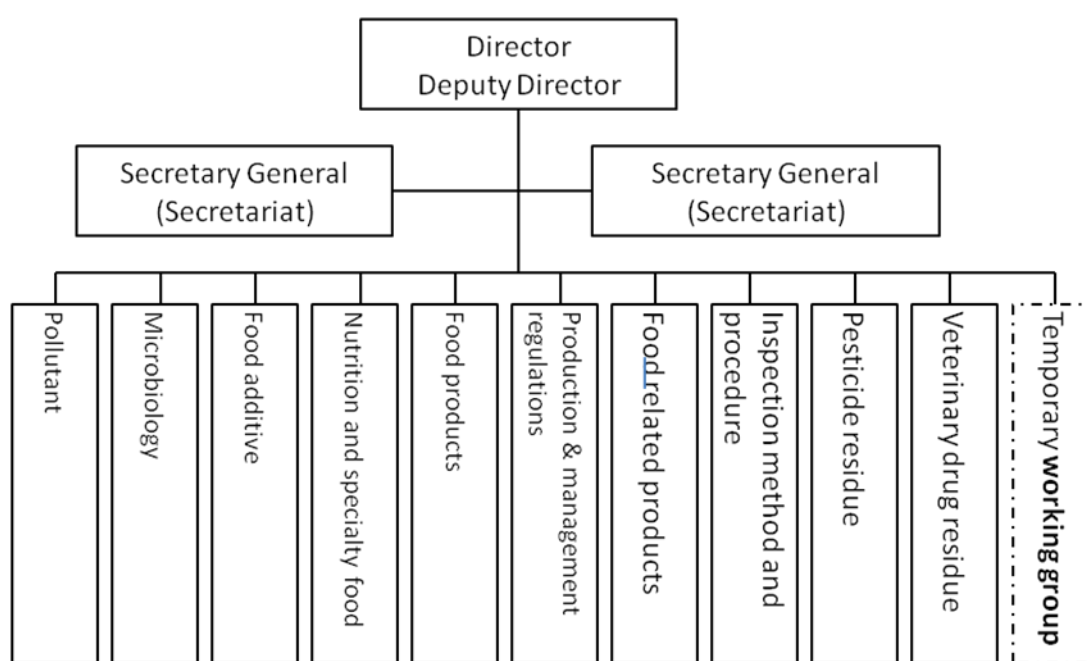 Director
Deputy Director
Secretary General
(Secretariat)
Secretary General
(Secretariat)
Pollutant
Microbiology
Food additive
Nutrition and specialty food
Food products
Production & management
regulations
Food related products
Inspection method and
procedure
Pesticide residue
Veterinary drug residue
Temporary working group